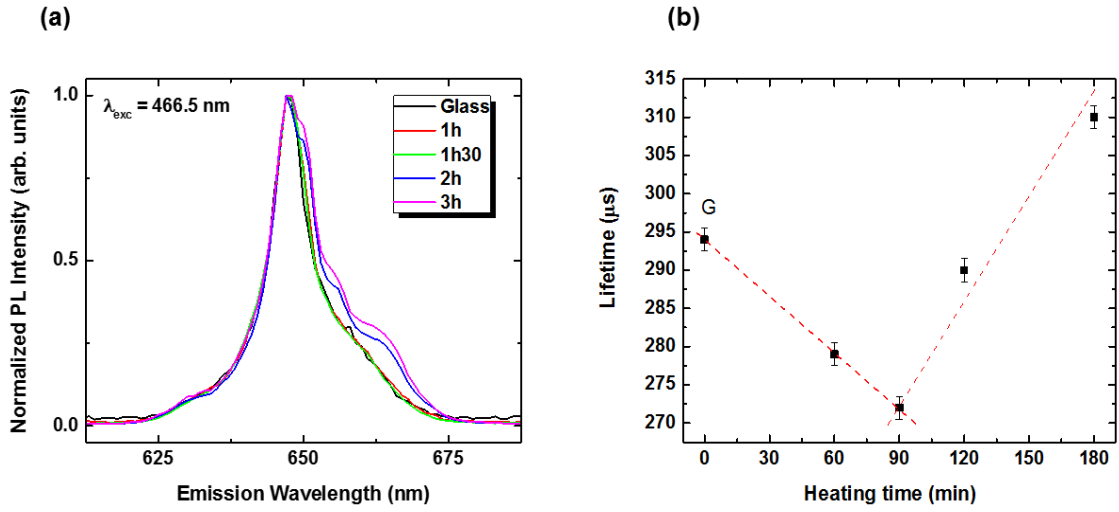 (a)
(b)
λexc = 466.5 nm
Glass
1h
1h30
2h
3h
1.0
0.5
0.0
625
650
675
Normalized PL Intensity (arb. units)
Emission Wavelength (nm)
315
310
305
300
295
290
285
280
275
270
G
0
30
60
90
120
150
180
Lifetime (μs)
Heating time (min)